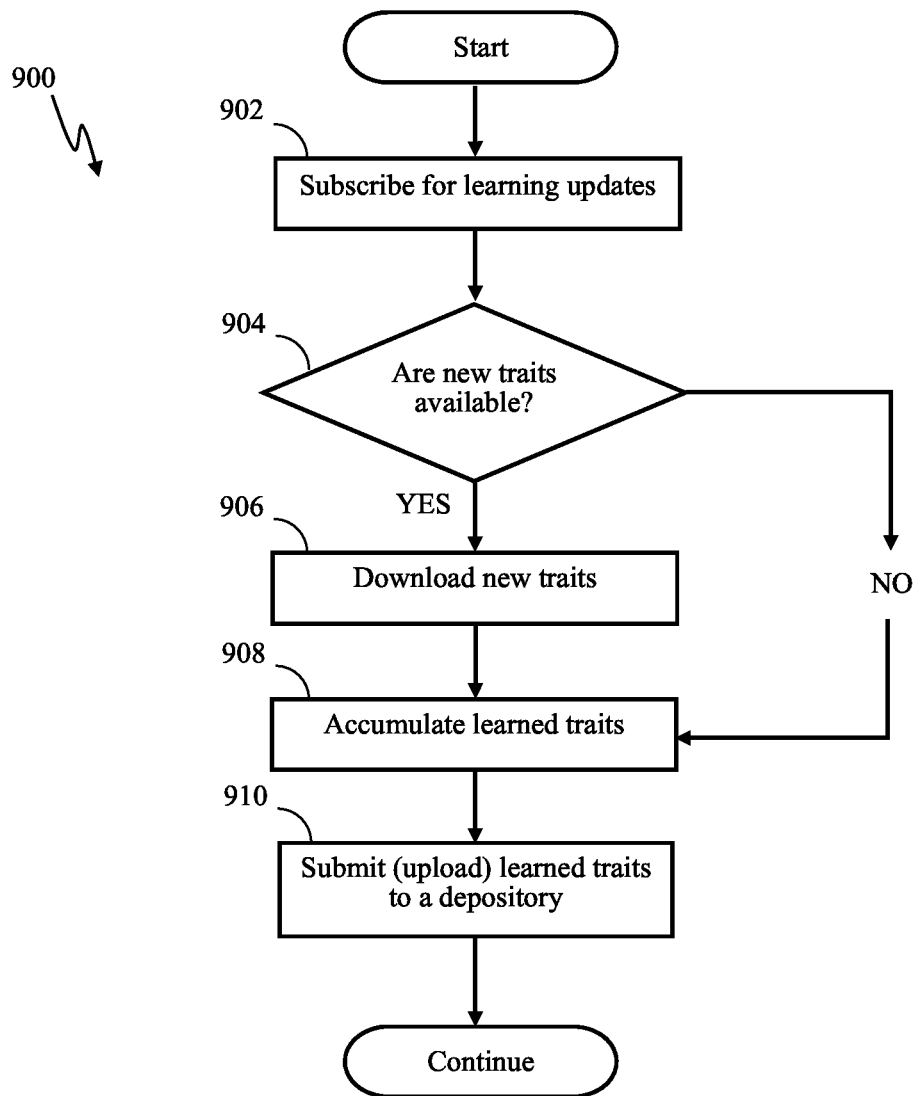 Start
900
902
Subscribe for learning updates
904
Are new traits
available?
YES
906
Download new traits
NO
908
Accumulate learned traits
910
Submit (upload) learned traits
to a depository
Continue